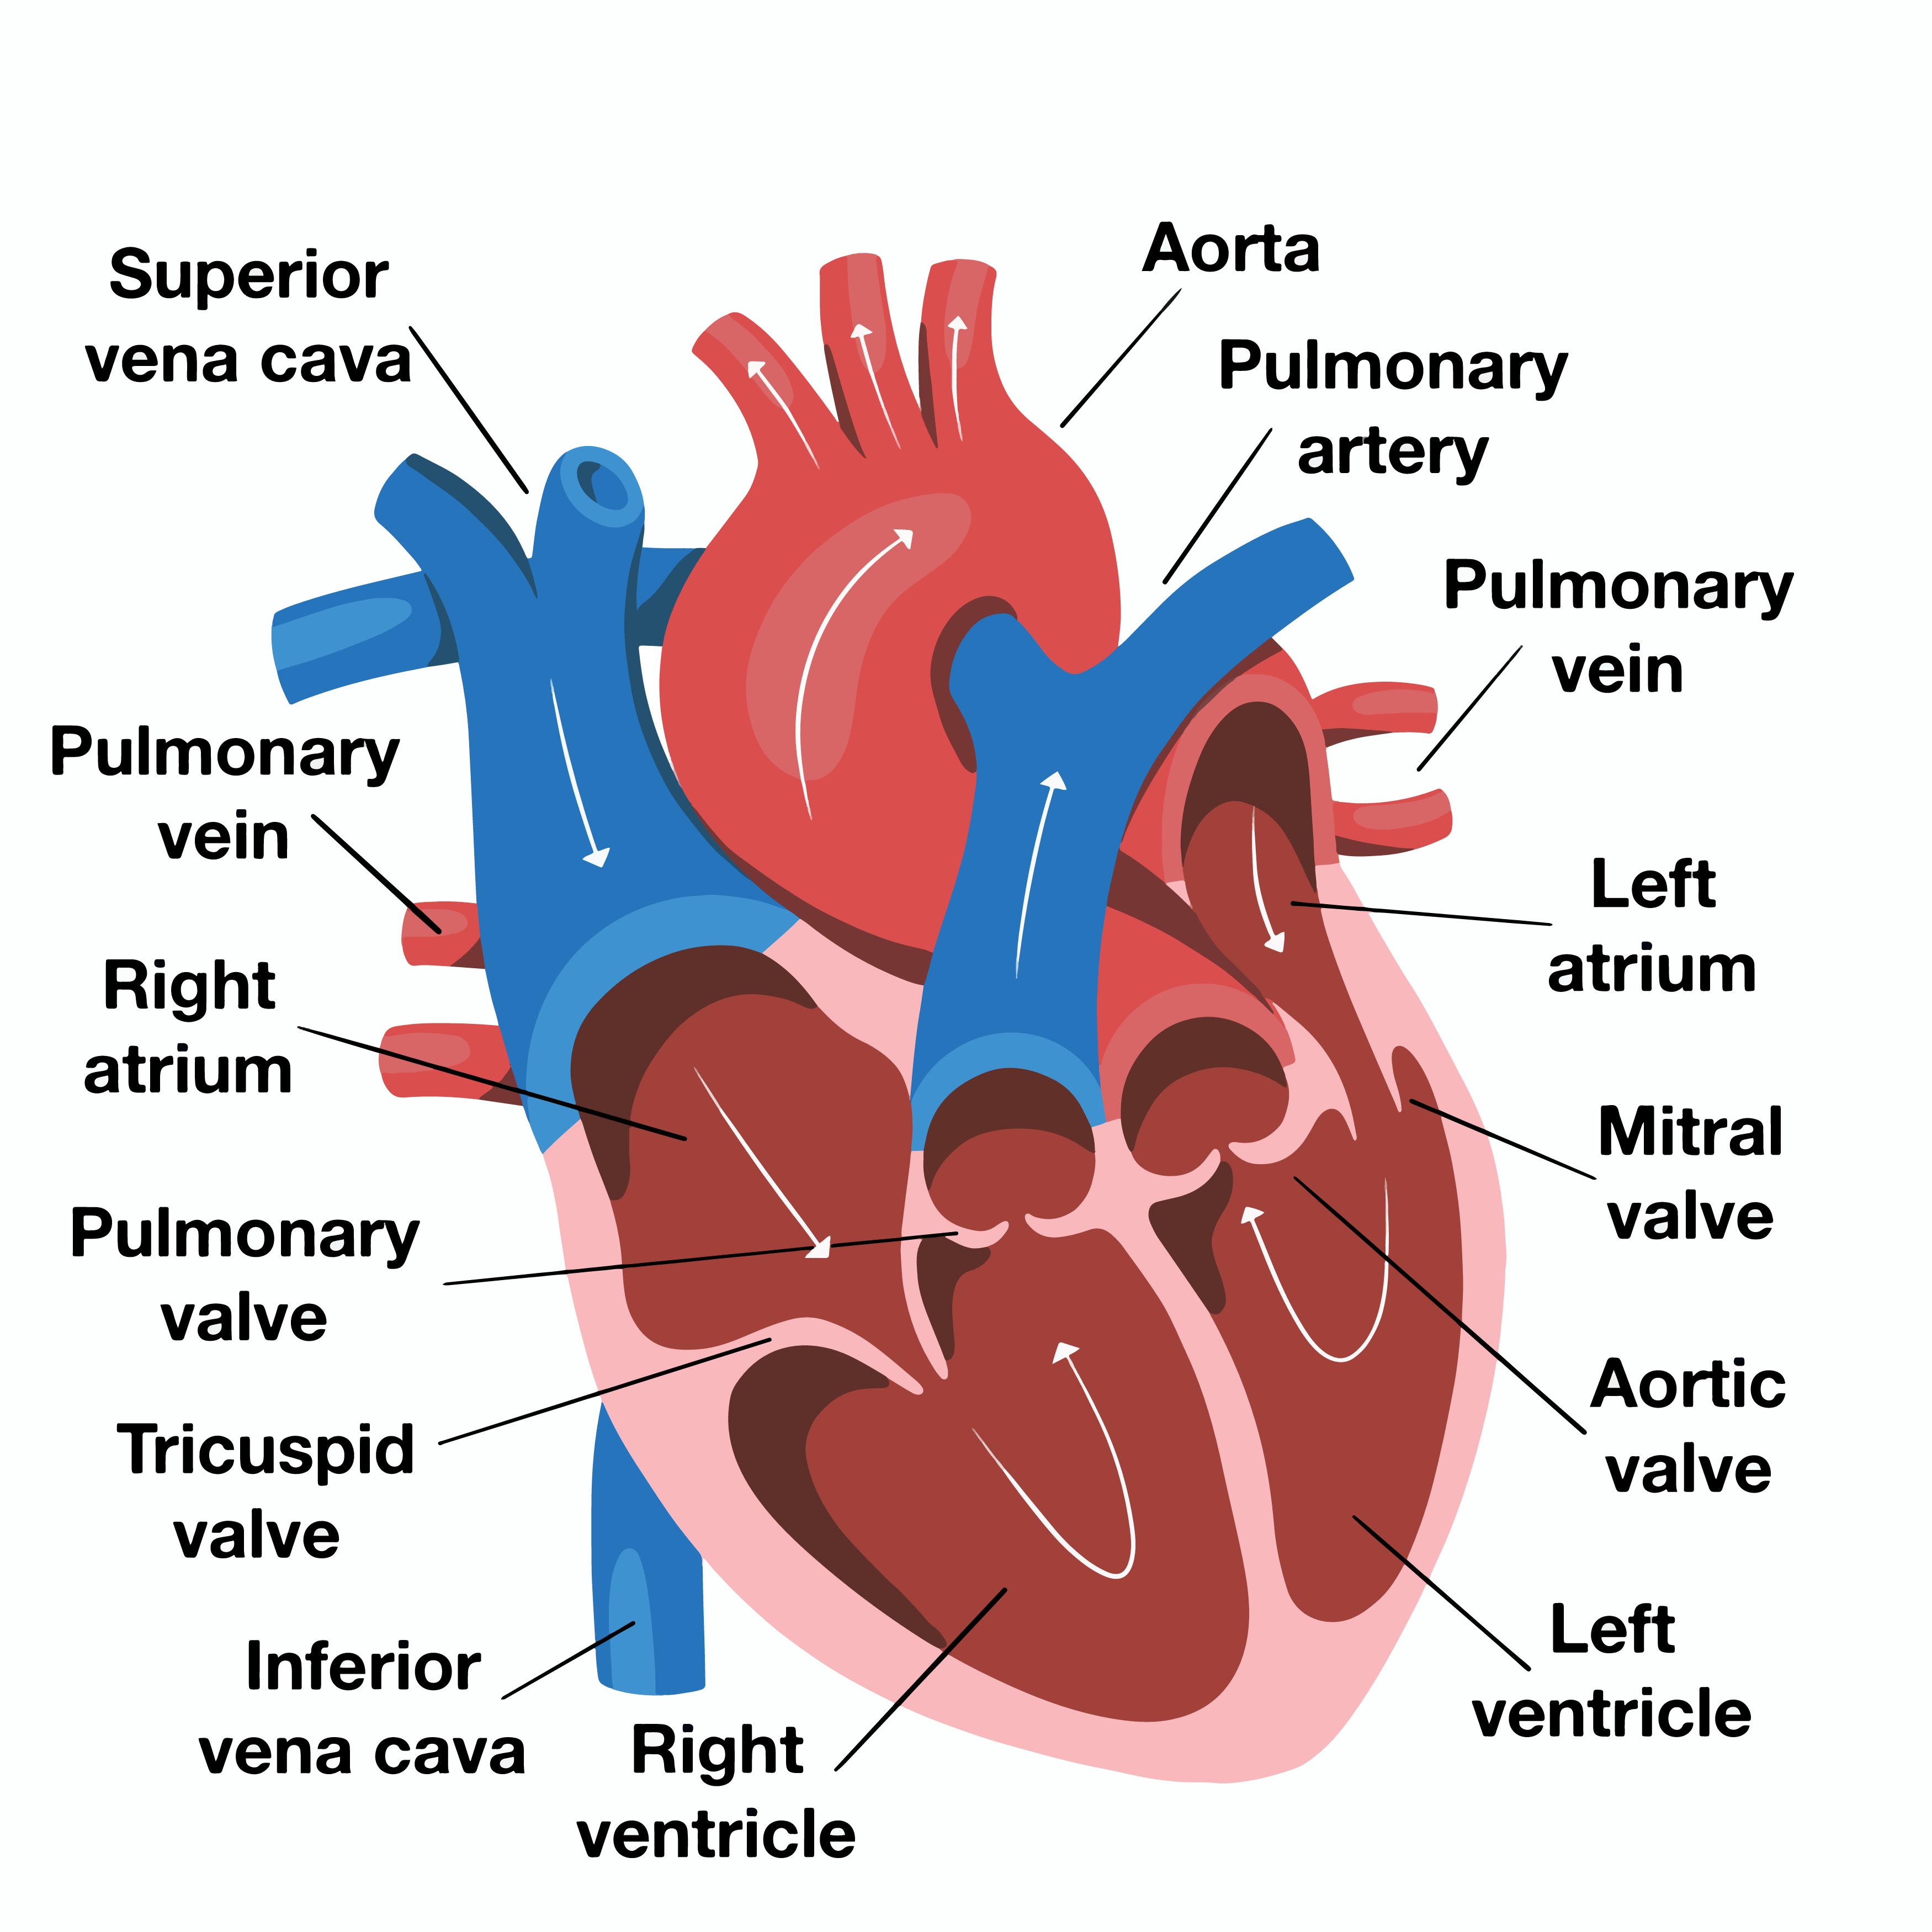 Superior
vena cava
Aorta
Pulmonary
artery
Pulmonary
vein
Pulmonary
vein
Left
atrium
Right
atrium
Mitral
valve
Pulmonary
valve
Aortic
valve
Tricuspid
valve
Left
ventricle
Inferior
vena cava
Right
ventricle